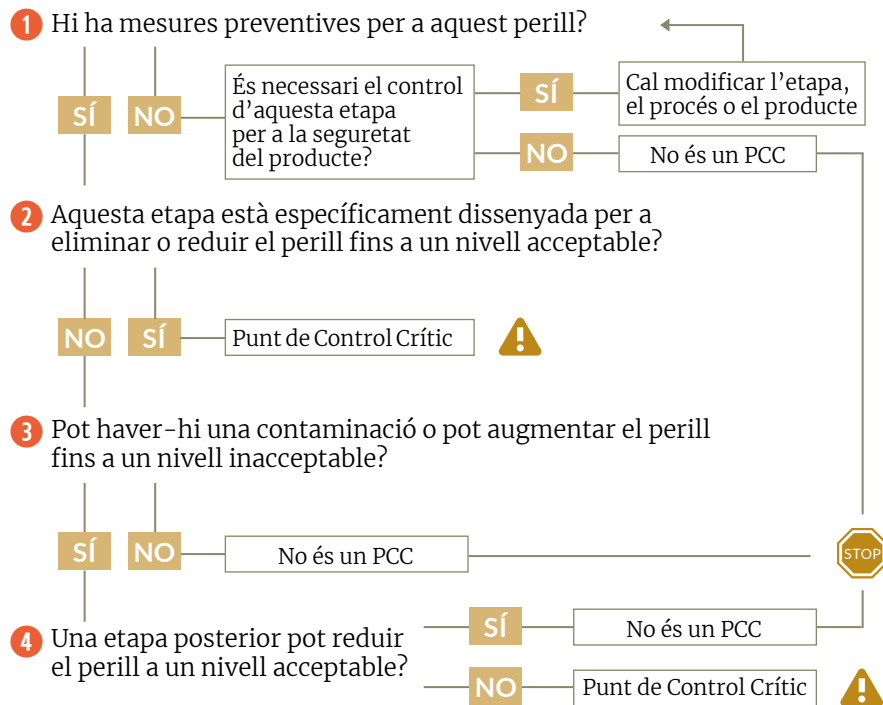 1 Hi ha mesures preventives per a aquest perill?
SÍ
NO
És necessari el control
d’aquesta etapa
per a la seguretat
del producte?
SÍ
Cal modificar l’etapa,
el procés o el producte
NO
No és un PCC
2 Aquesta etapa està específicament dissenyada per a
eliminar o reduir el perill fins a un nivell acceptable?
NO
SÍ
Punt de Control Crític
3 Pot haver-hi una contaminació o pot augmentar el perill
fins a un nivell inacceptable?
SÍ
NO
No és un PCC
STOP
4 Una etapa posterior pot reduir
el perill a un nivell acceptable?
SÍ
No és un PCC
NO
Punt de Control Crític